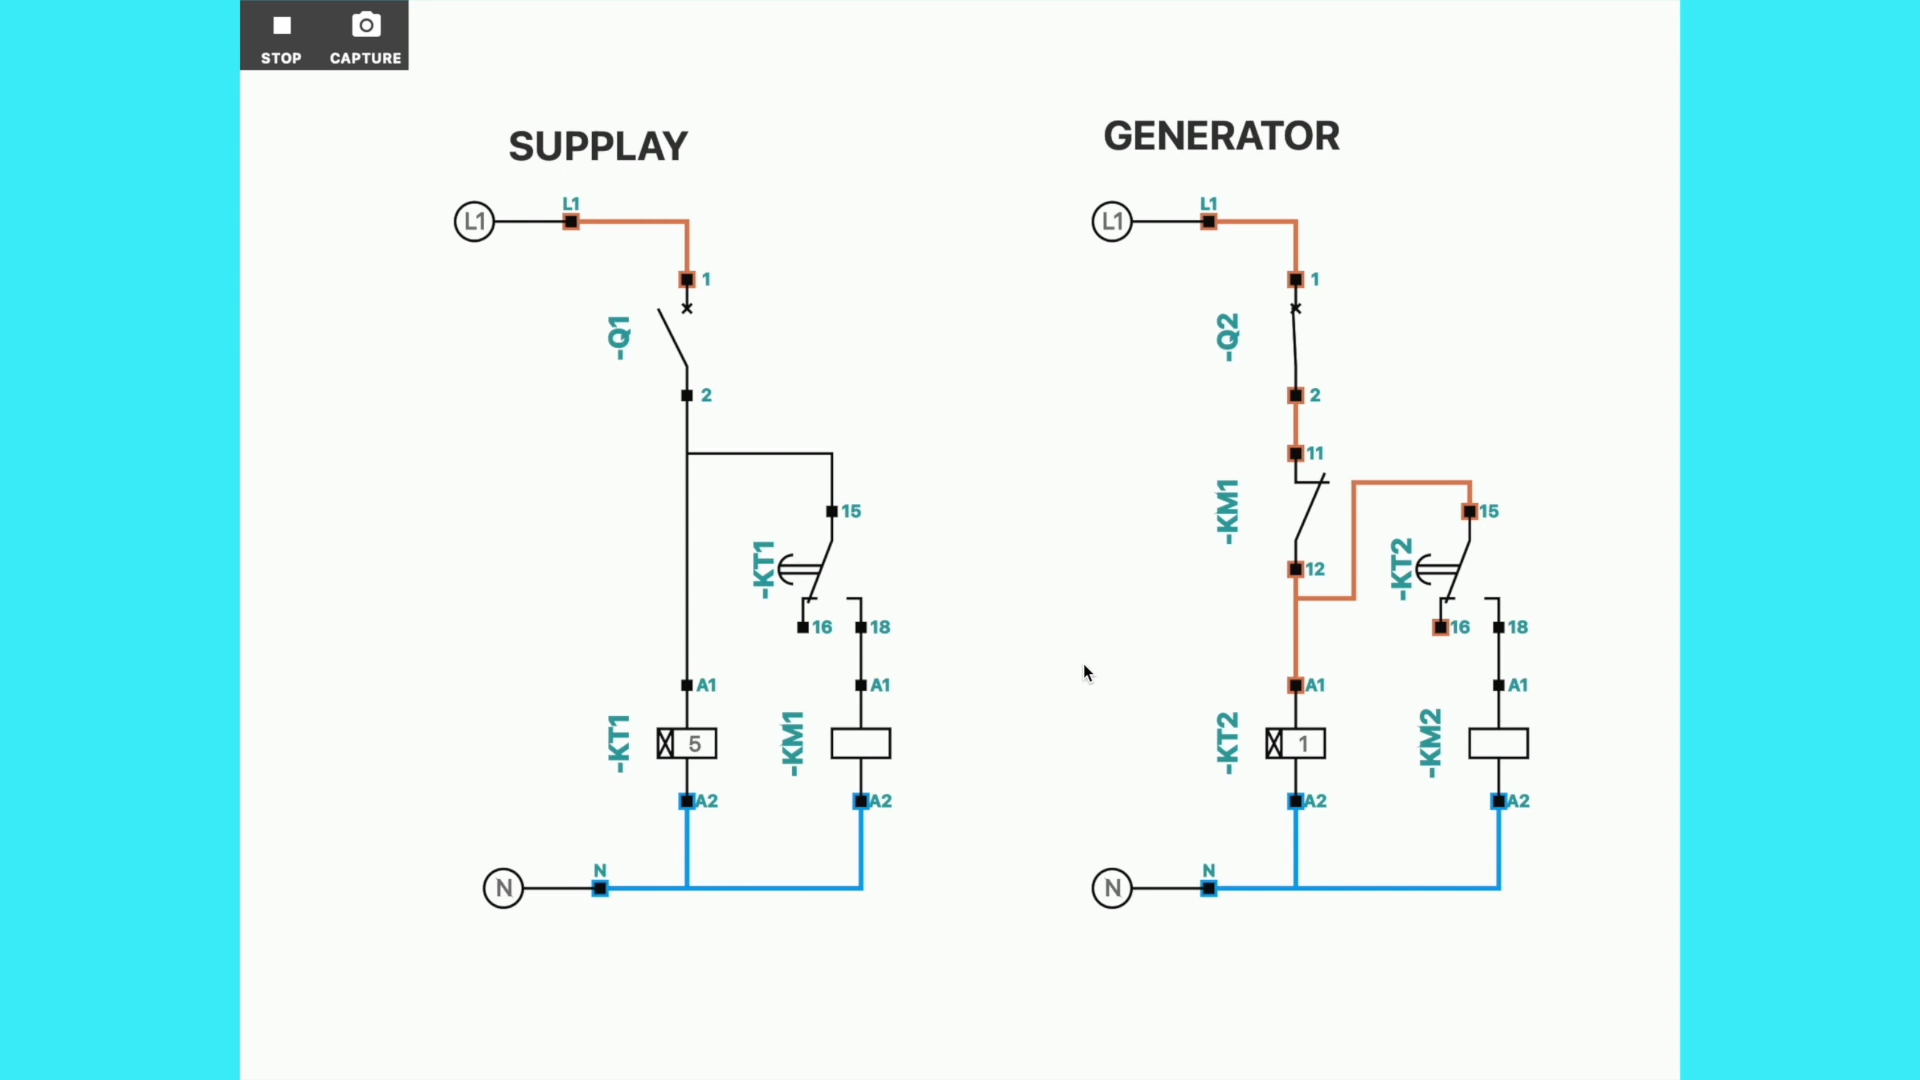 STOP
CAPTURE
SUPPLAY
L1
L1
1
-Q1
2
15
-KT1
16
18
A1
A1
-KT1
5
-KM1
A2
A2
N
N
GENERATOR
L1
L1
1
-Q2
2
11
-KM1
12
15
-KT2
16
18
A1
A1
-KT2
1
-KM2
A2
A2
N
N